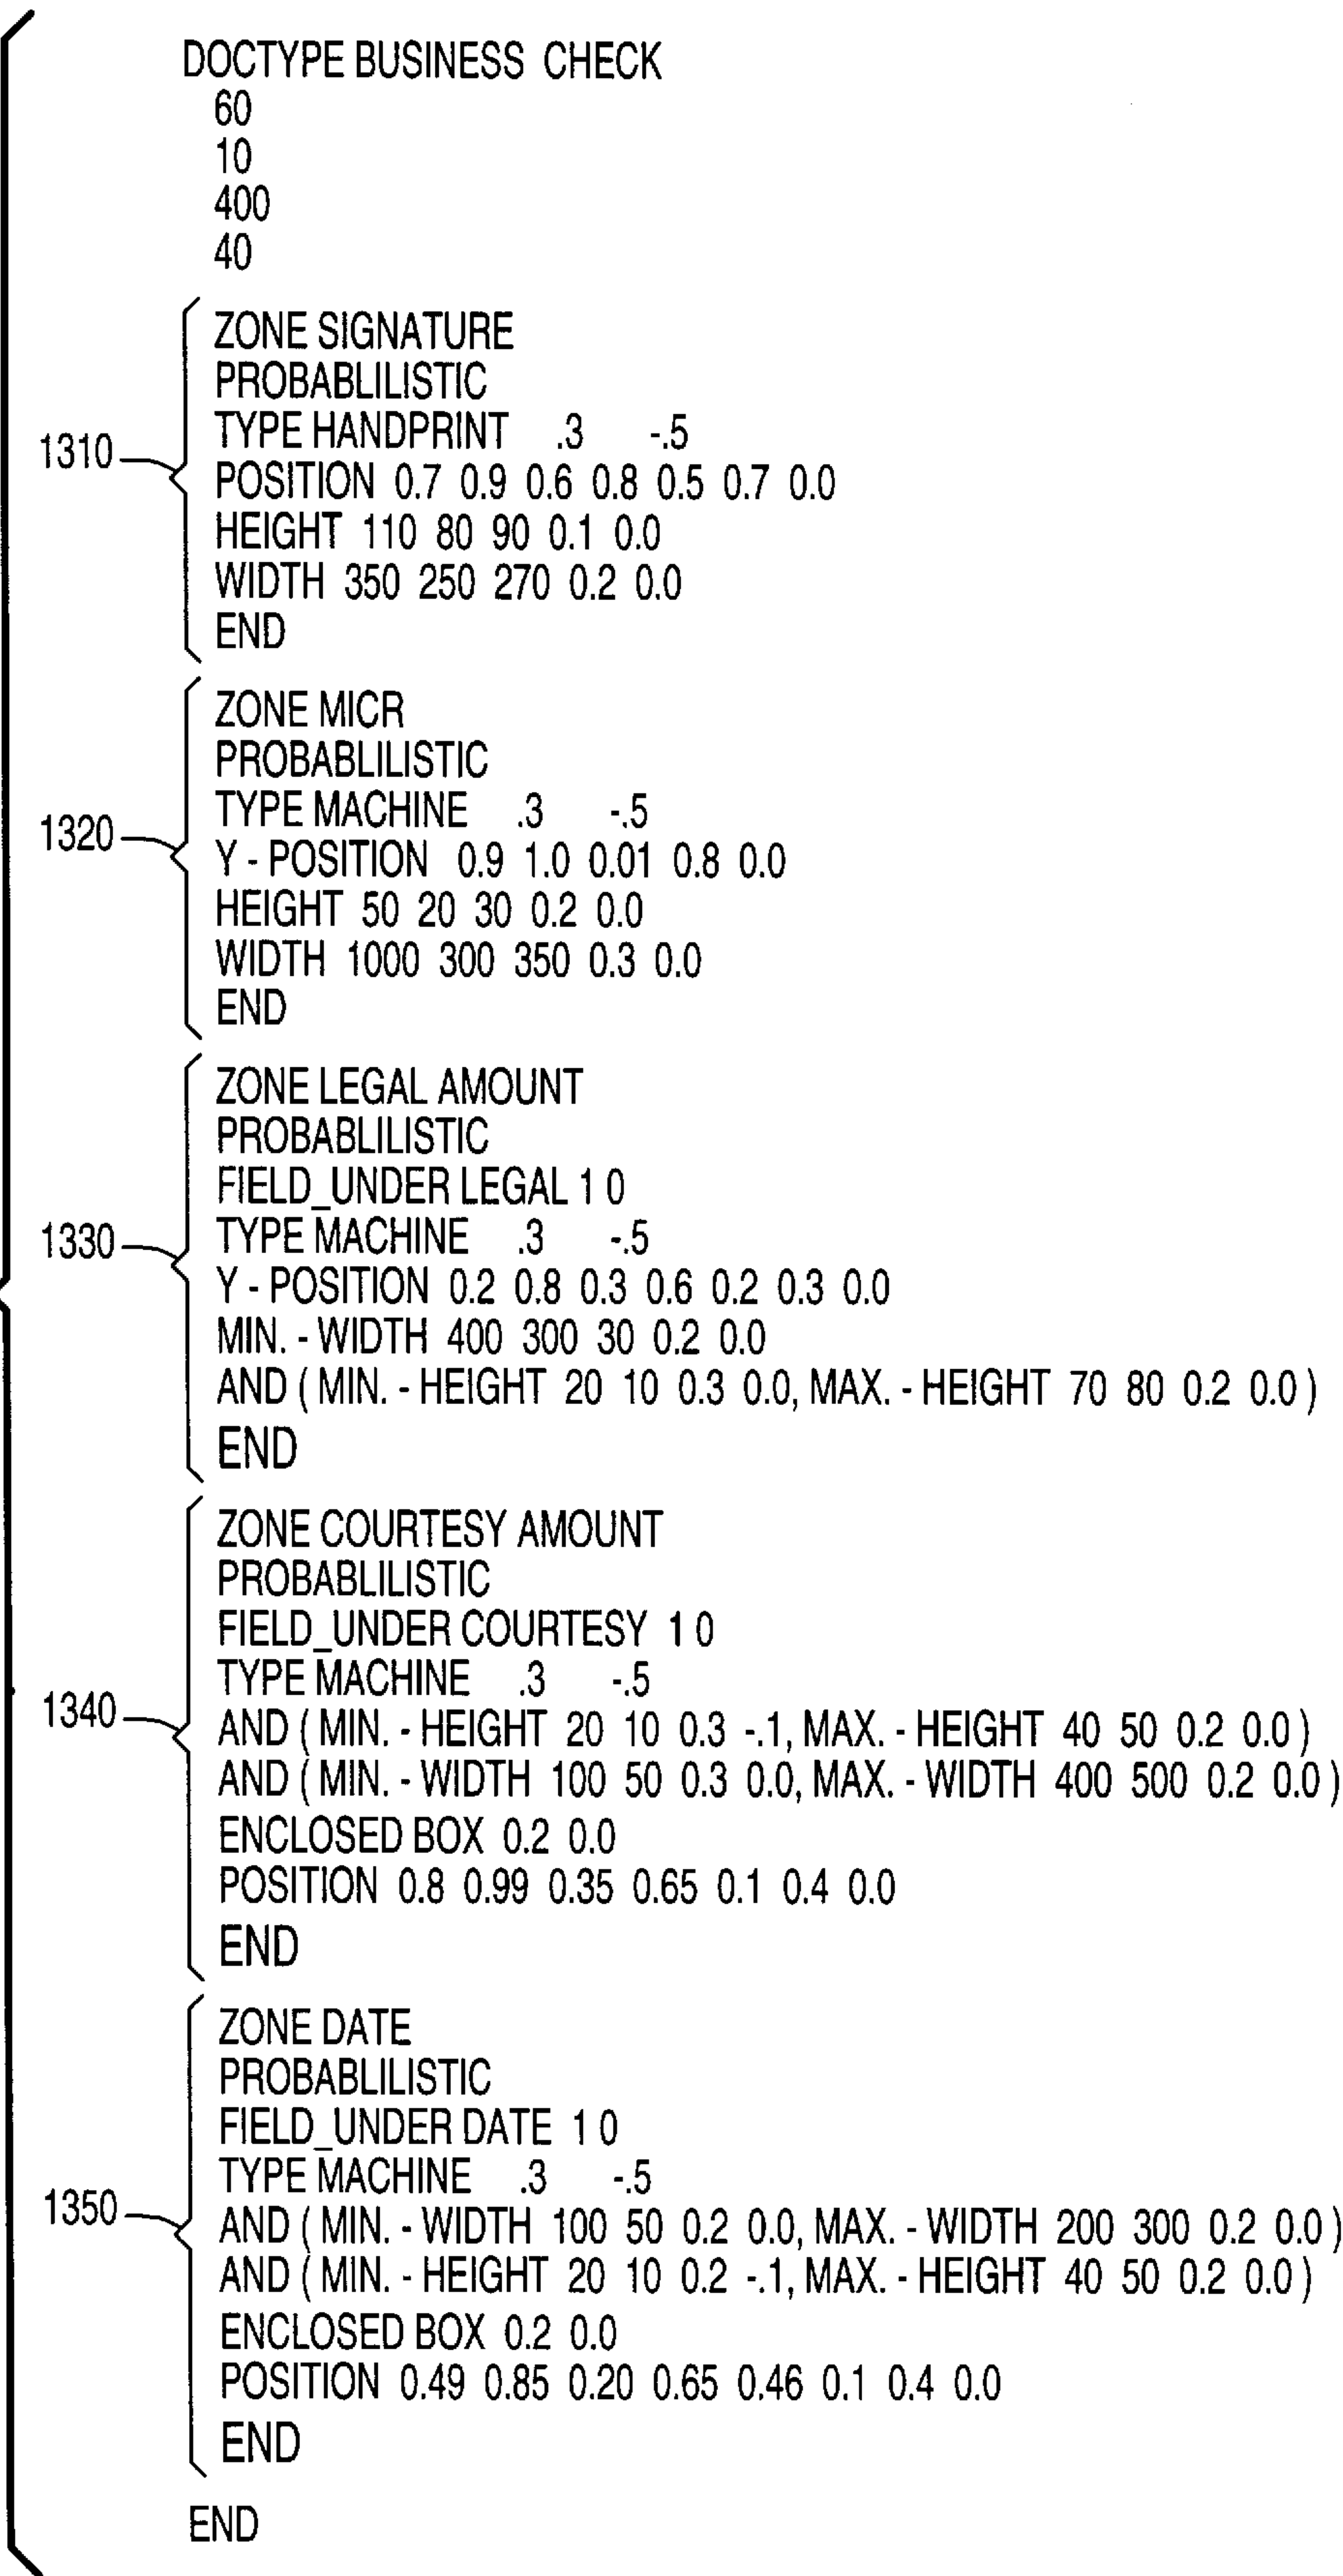 DOCTYPE BUSINESS CHECK
60
10
400
40
1310
ZONE SIGNATURE
PROBABLILISTIC
TYPE HANDPRINT .3 -.5
POSITION 0.7 0.9 0.6 0.8 0.5 0.7 0.0
HEIGHT 110 80 90 0.1 0.0
WIDTH 350 250 270 0.2 0.0
END
1320
ZONE MICR
PROBABLILISTIC
TYPE MACHINE .3 -.5
Y - POSITION 0.9 1.0 0.01 0.8 0.0
HEIGHT 50 20 30 0.2 0.0
WIDTH 1000 300 350 0.3 0.0
END
1330
ZONE LEGAL AMOUNT
PROBABLILISTIC
FIELD_UNDER LEGAL 1 0
TYPE MACHINE .3 -.5
Y - POSITION 0.2 0.8 0.3 0.6 0.2 0.3 0.0
MIN. - WIDTH 400 300 30 0.2 0.0
AND ( MIN. - HEIGHT 20 10 0.3 0.0, MAX. - HEIGHT 70 80 0.2 0.0 )
END
1340
ZONE COURTESY AMOUNT
PROBABLILISTIC
FIELD_UNDER COURTESY 1 0
TYPE MACHINE .3 -.5
AND ( MIN. - HEIGHT 20 10 0.3 -.1, MAX. - HEIGHT 40 50 0.2 0.0 )
AND ( MIN. - WIDTH 100 50 0.3 0.0, MAX. - WIDTH 400 500 0.2 0.0 )
ENCLOSED BOX 0.2 0.0
POSITION 0.8 0.99 0.35 0.65 0.1 0.4 0.0
END
1350
ZONE DATE
PROBABLILISTIC
FIELD_UNDER DATE 1 0
TYPE MACHINE .3 -.5
AND ( MIN. - WIDTH 100 50 0.2 0.0, MAX. - WIDTH 200 300 0.2 0.0 )
AND ( MIN. - HEIGHT 20 10 0.2 -.1, MAX. - HEIGHT 40 50 0.2 0.0 )
ENCLOSED BOX 0.2 0.0
POSITION 0.49 0.85 0.20 0.65 0.46 0.1 0.4 0.0
END
END